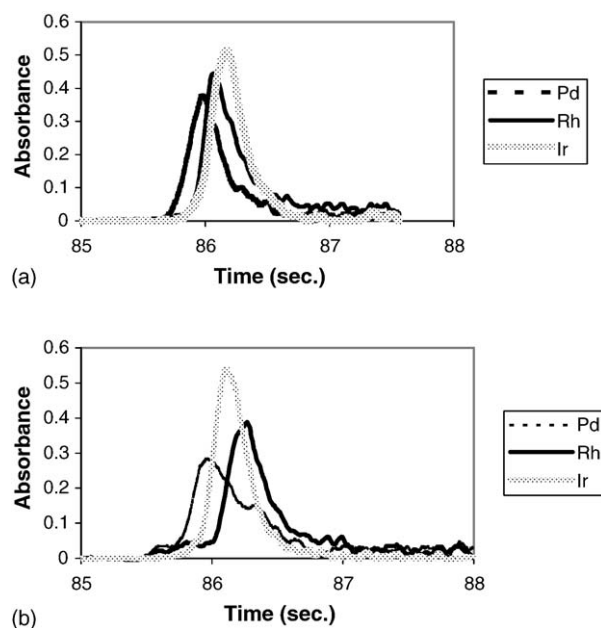 0.6
0.5
0.4
0.3
0.2
0.1
0
Absorbance
85 86 87 88
Time (sec.)
Pd
Rh
Ir
(a)
0.6
0.5
0.4
0.3
0.2
0.1
0
Absorbance
85 86 87 88
Time (sec.)
Pd
Rh
Ir
(b)